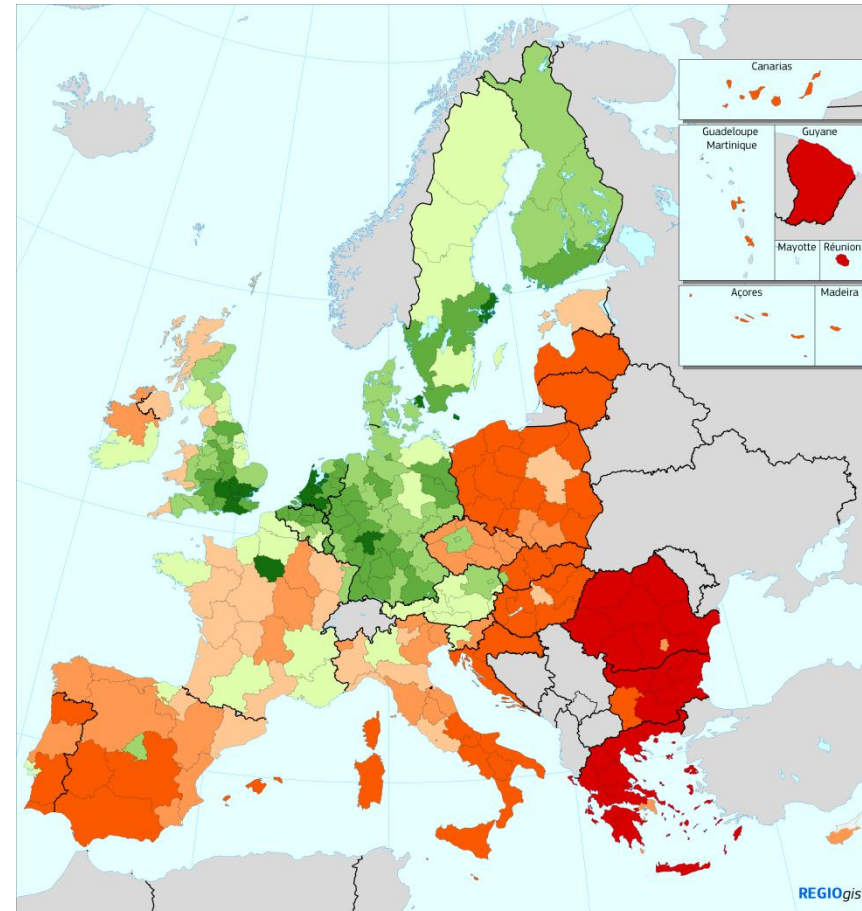 Canarias
Guadeloupe
Martinique
Guyane
Mayotte
Réunion
Açores
Madeira
REGIOgis